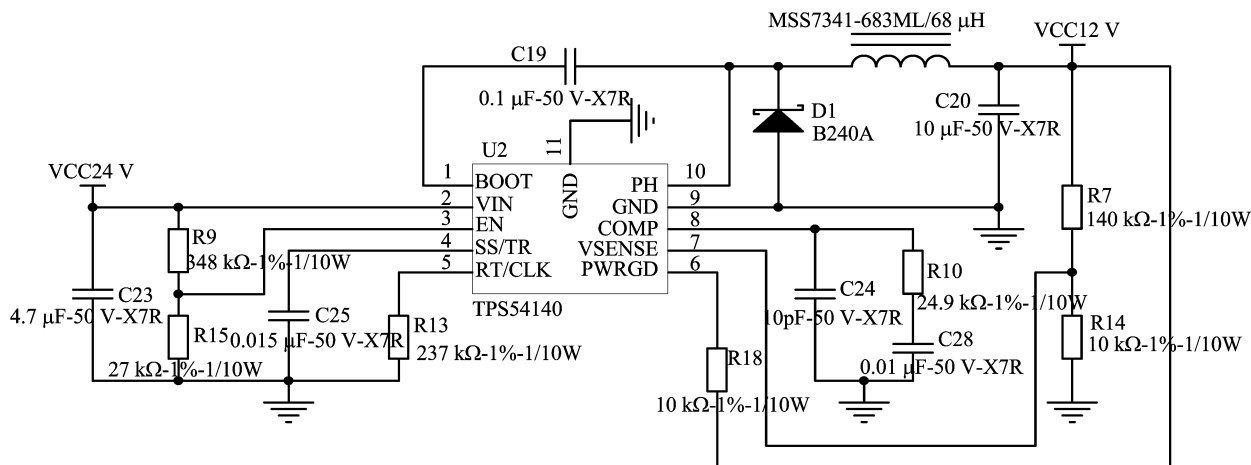 MSS7341-683ML/68 μH
VCC12 V
C19
0.1 μF-50 V-X7R
C20
10 μF-50 V-X7R
D1
B240A
11
U2
VCC24 V
1
BOOT
PH
10
2
VIN
GND
GND
9
3
EN
COMP
8
4
SS/TR
VSENSE
7
5
RT/CLK
PWRGD
6
TPS54140
R7
140 kΩ-1%-1/10W
R9
348 kΩ-1%-1/10W
C23
4.7 μF-50 V-X7R
R15
27 kΩ-1%-1/10W
C25
0.015 μF-50 V-X7R
R13
237 kΩ-1%-1/10W
C24
10pF-50 V-X7R
R10
24.9 kΩ-1%-1/10W
C28
0.01 μF-50 V-X7R
R14
10 kΩ-1%-1/10W
R18
10 kΩ-1%-1/10W